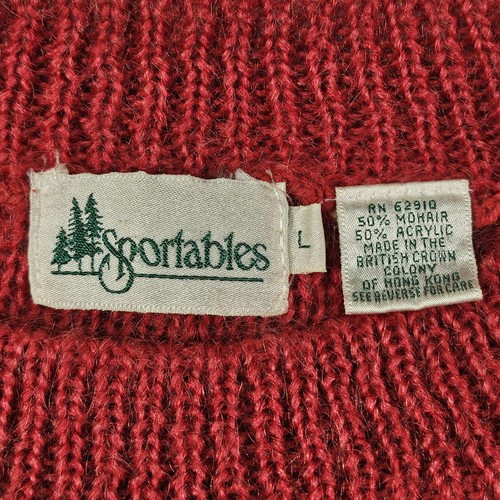 Sportables
L
RN 62910
50% MOHAIR
50% ACRYLIC
MADE IN THE
BRITISH CROWN
COLONY
OF HONG KONG
SEE REVERSE FOR CARE